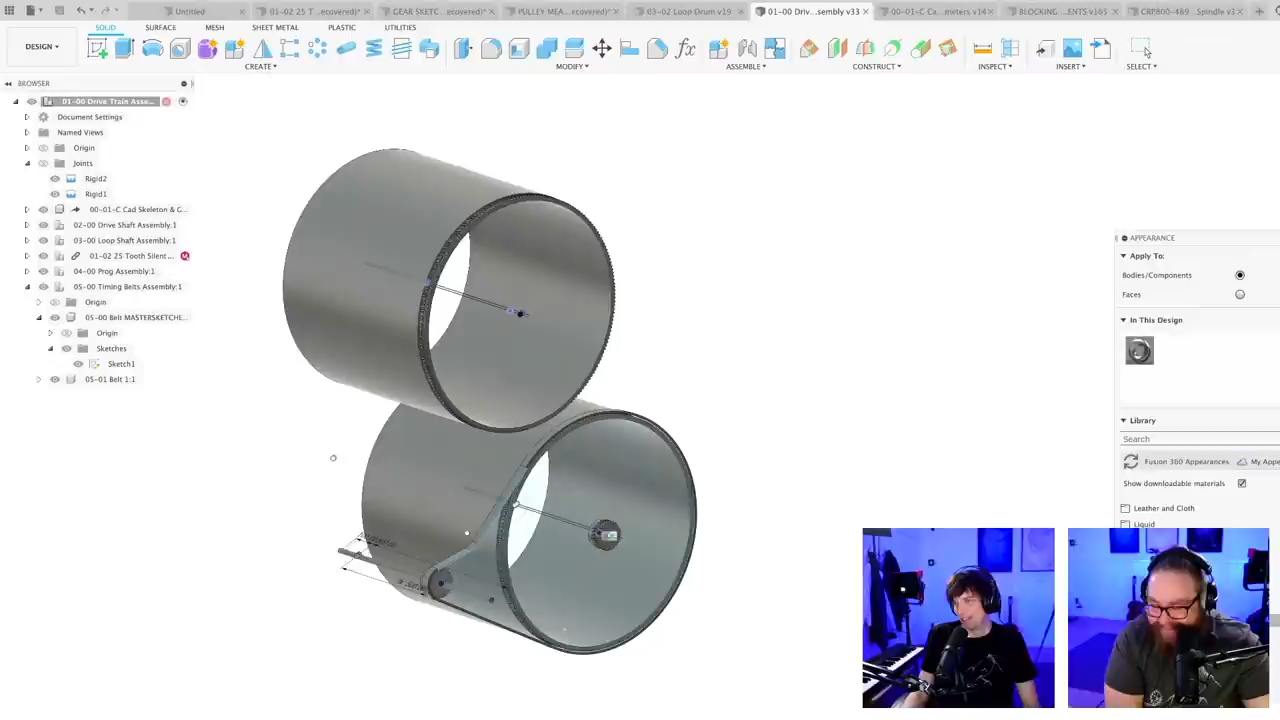 Untitled
01-02 25 T...ecovered)*
GEAR SKETC...ecovered)*
PULLEY MEA...ecovered)*
03-02 Loop Drum v19
01-00 Driv...sembly v33
00-01-C Ca...meters v14
BLOCKING ...ENTS v165
CRP800-489 .. Spindle v3
SOLID
SURFACE
MESH
SHEET METAL
PLASTIC
UTILITIES
DESIGN
CREATE
MODIFY
ASSEMBLE
CONSTRUCT
INSPECT
INSERT
SELECT
BROWSER
01-00 Drive Train Asse...
Document Settings
Named Views
Origin
Joints
Rigid2
Rigid1
00-01-C Cad Skeleton & G...
02-00 Drive Shaft Assembly:1
03-00 Loop Shaft Assembly:1
01-02 25 Tooth Silent ...
04-00 Prog Assembly:1
05-00 Timing Belts Assembly:1
Origin
05-00 Belt MASTERSKETCHE...
Origin
Sketches
Sketch1
05-01 Belt 1:1
APPEARANCE
Apply To:
Bodies/Components
Faces
In This Design
Library
Search
Fusion 360 Appearances
My Appe
Show downloadable materials
Leather and Cloth
Liquid